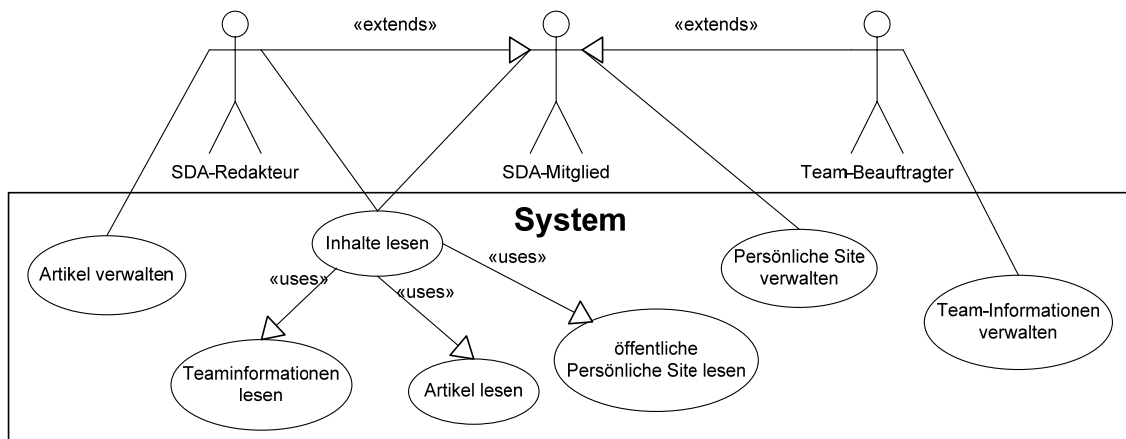 «extends»
«extends»
SDA-Redakteur
SDA-Mitglied
Team-Beauftragter
System
Artikel verwalten
Inhalte lesen
Persönliche Site
verwalten
«uses»
«uses»
«uses»
Team-Informationen
verwalten
Teaminformationen
lesen
Artikel lesen
öffentliche
Persönliche Site lesen